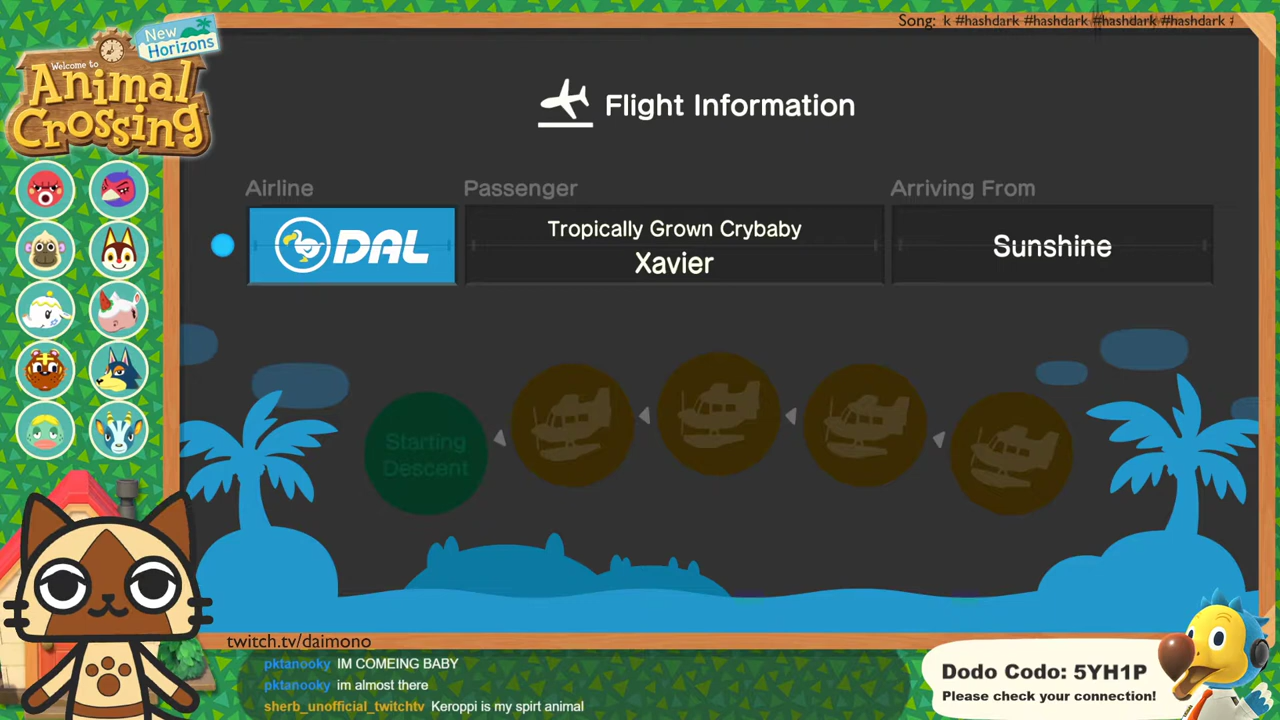 Song: k #hashdark #hashdark #hashdark #hashdark
New
Horizons
Welcome to
Animal
Crossing
Flight Information
Airline
Passenger
Arriving From
DAL
Tropically Grown Crybaby
Xavier
Sunshine
Starting
Descent
twitch.tv/daimono
pktanooky IM COMEING BABY
pktanooky im almost there
sherb_unofficial_twitchtv Keroppi is my spirt animal
Dodo Code: 5YH1P
Please check your connection!